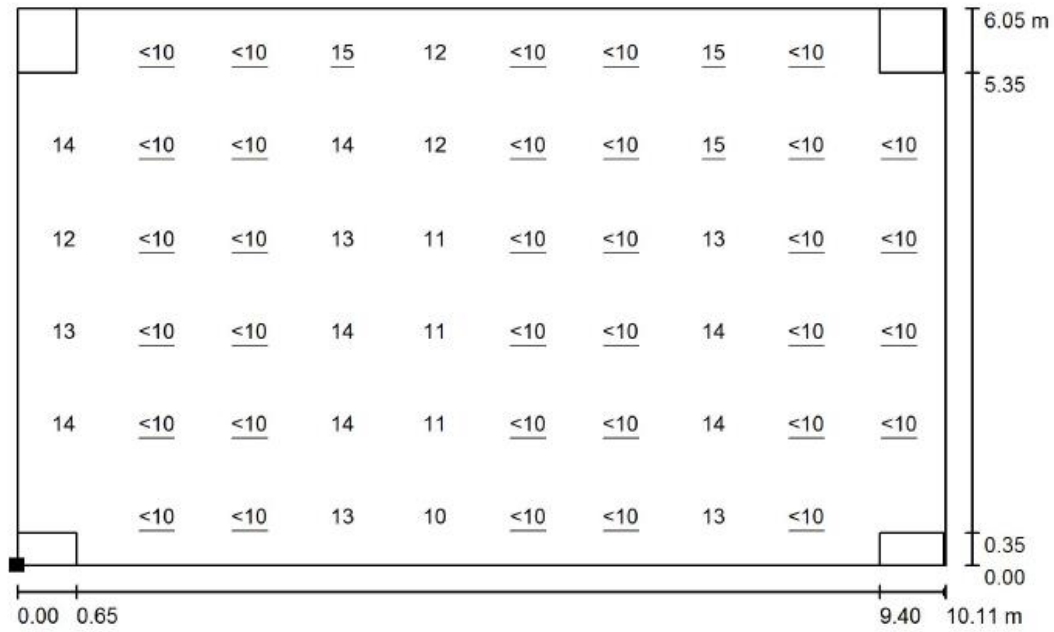 6.05 m
<10 <10 15 12 <10 <10 15 <10
5.35
14 <10 <10 14 12 <10 <10 15 <10 <10
12 <10 <10 13 11 <10 <10 13 <10 <10
13 <10 <10 14 11 <10 <10 14 <10 <10
14 <10 <10 14 11 <10 <10 14 <10 <10
<10 <10 13 10 <10 <10 13 <10
0.35
0.00
0.00 0.65 9.40 10.11 m